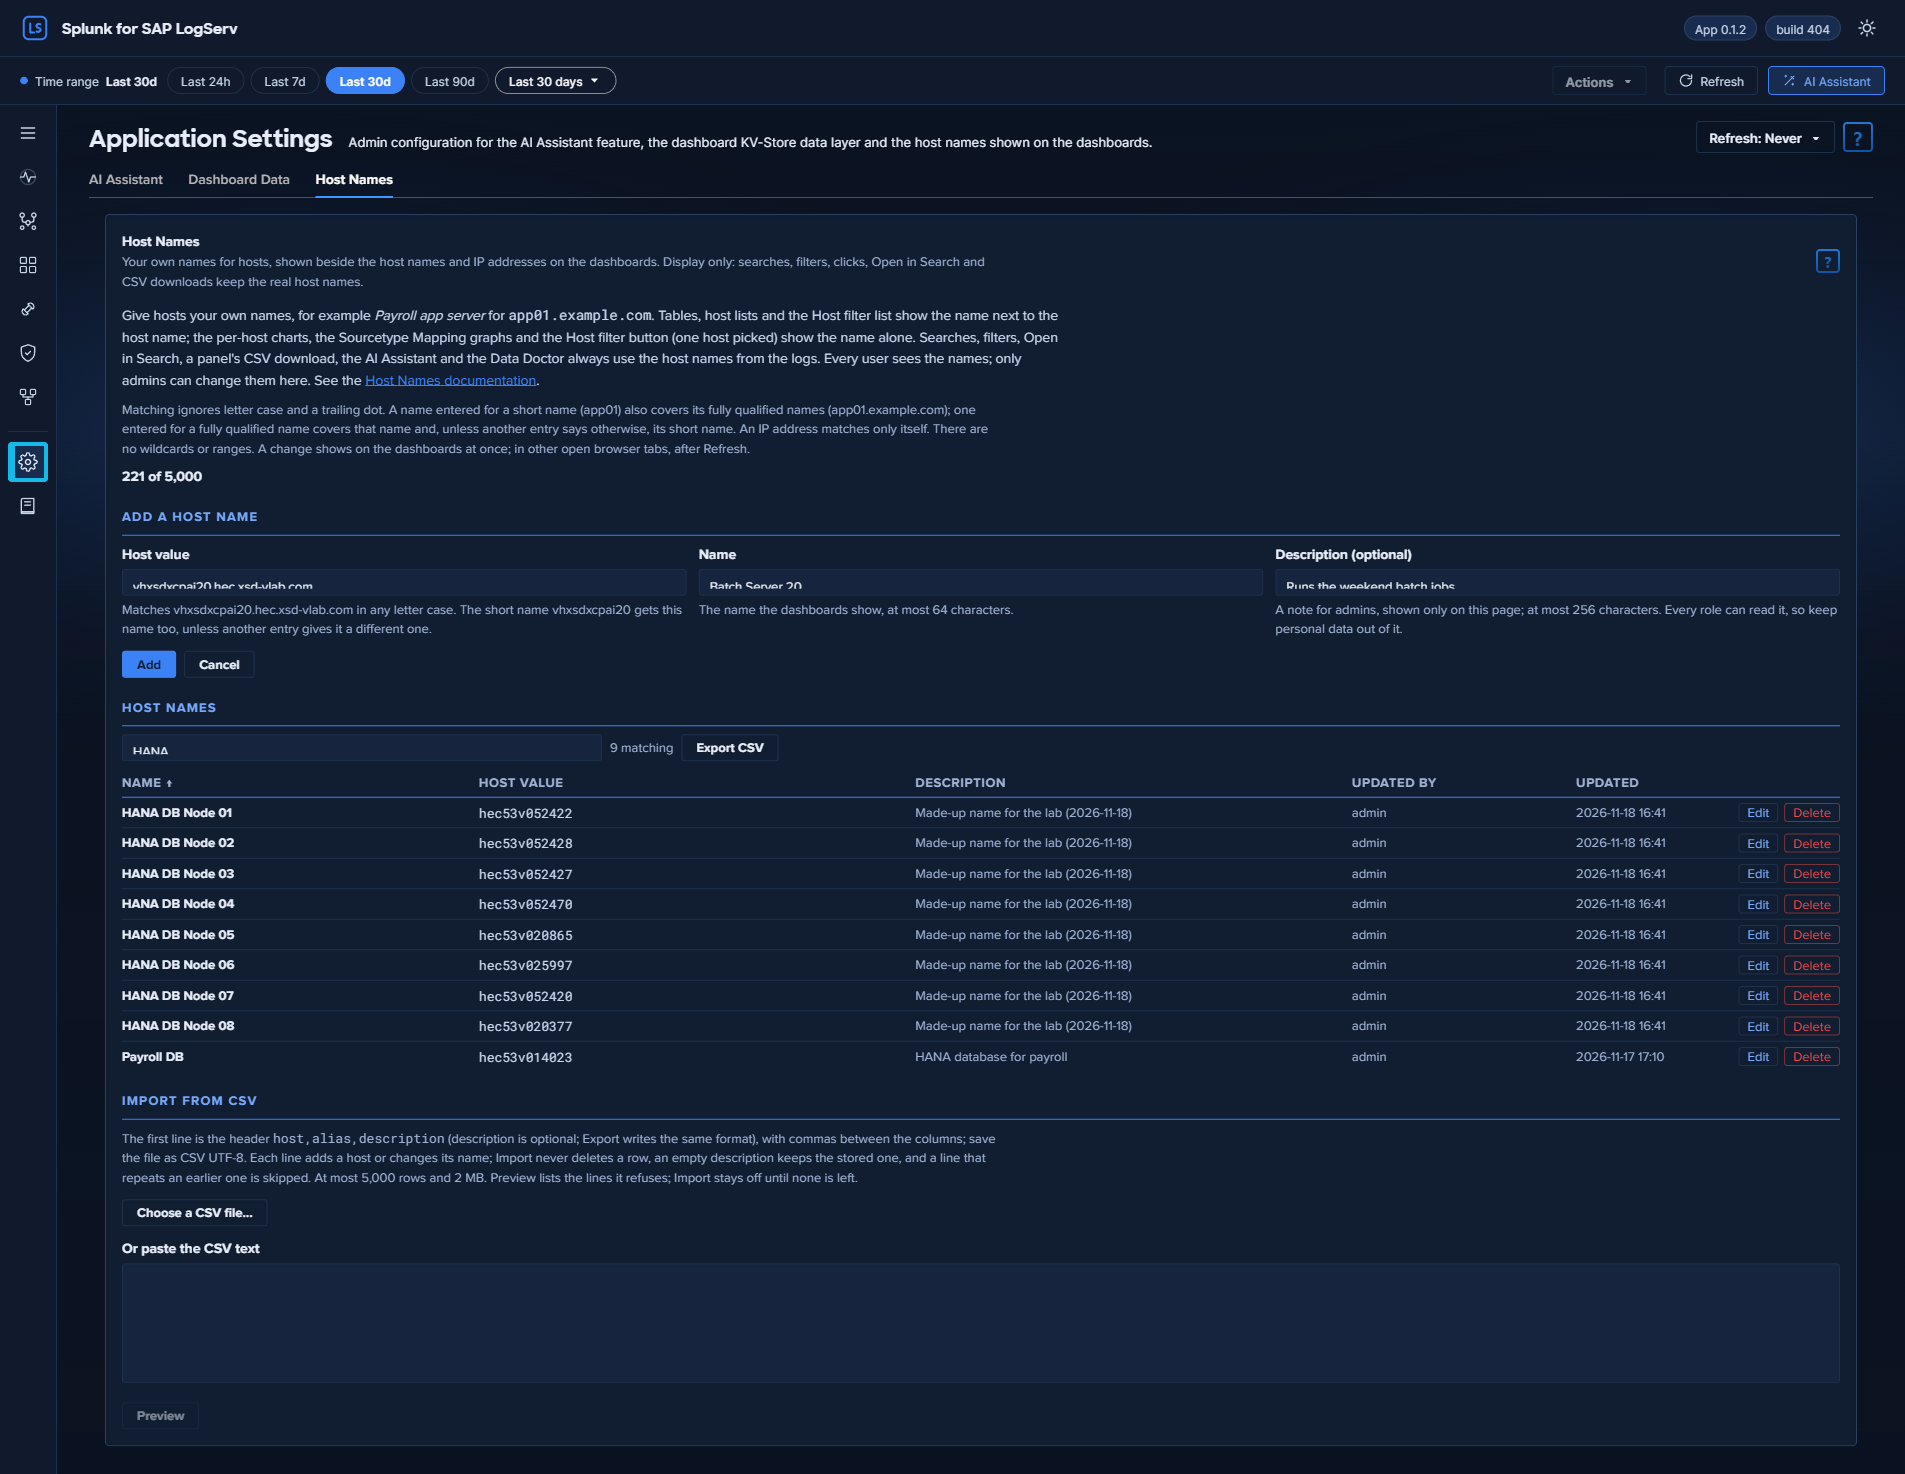 LS Splunk for SAP LogServ
App 0.1.2 build 404
Time range Last 30d Last 24h Last 7d Last 30d Last 90d Last 30 days
Actions Refresh AI Assistant
Application Settings Admin configuration for the AI Assistant feature, the dashboard KV-Store data layer and the host names shown on the dashboards.
Refresh: Never ?
AI Assistant Dashboard Data Host Names
Host Names
Your own names for hosts, shown beside the host names and IP addresses on the dashboards. Display only: searches, filters, clicks, Open in Search and
CSV downloads keep the real host names.
?
Give hosts your own names, for example Payroll app server for app01.example.com. Tables, host lists and the Host filter list show the name next to the
host name; the per-host charts, the Sourcetype Mapping graphs and the Host filter button (one host picked) show the name alone. Searches, filters, Open
in Search, a panel's CSV download, the AI Assistant and the Data Doctor always use the host names from the logs. Every user sees the names; only
admins can change them here. See the Host Names documentation.
Matching ignores letter case and a trailing dot. A name entered for a short name (app01) also covers its fully qualified names (app01.example.com); one
entered for a fully qualified name covers that name and, unless another entry says otherwise, its short name. An IP address matches only itself. There are
no wildcards or ranges. A change shows on the dashboards at once; in other open browser tabs, after Refresh.
221 of 5,000
ADD A HOST NAME
Host value Name Description (optional)
vhxsdxcpai20.hec.xsd-vlab.com Batch Server 20 Runs the weekend batch jobs
Matches vhxsdxcpai20.hec.xsd-vlab.com in any letter case. The short name vhxsdxcpai20 gets this
name too, unless another entry gives it a different one.
The name the dashboards show, at most 64 characters.
A note for admins, shown only on this page; at most 256 characters. Every role can read it, so keep
personal data out of it.
Add Cancel
HOST NAMES
HANA 9 matching Export CSV
NAME HOST VALUE DESCRIPTION UPDATED BY UPDATED
HANA DB Node 01 hec53v052422 Made-up name for the lab (2026-11-18) admin 2026-11-18 16:41 Edit Delete
HANA DB Node 02 hec53v052428 Made-up name for the lab (2026-11-18) admin 2026-11-18 16:41 Edit Delete
HANA DB Node 03 hec53v052427 Made-up name for the lab (2026-11-18) admin 2026-11-18 16:41 Edit Delete
HANA DB Node 04 hec53v052470 Made-up name for the lab (2026-11-18) admin 2026-11-18 16:41 Edit Delete
HANA DB Node 05 hec53v020865 Made-up name for the lab (2026-11-18) admin 2026-11-18 16:41 Edit Delete
HANA DB Node 06 hec53v025997 Made-up name for the lab (2026-11-18) admin 2026-11-18 16:41 Edit Delete
HANA DB Node 07 hec53v052420 Made-up name for the lab (2026-11-18) admin 2026-11-18 16:41 Edit Delete
HANA DB Node 08 hec53v020377 Made-up name for the lab (2026-11-18) admin 2026-11-18 16:41 Edit Delete
Payroll DB hec53v014023 HANA database for payroll admin 2026-11-17 17:10 Edit Delete
IMPORT FROM CSV
The first line is the header host,alias,description (description is optional; Export writes the same format), with commas between the columns; save
the file as CSV UTF-8. Each line adds a host or changes its name; Import never deletes a row, an empty description keeps the stored one, and a line that
repeats an earlier one is skipped. At most 5,000 rows and 2 MB. Preview lists the lines it refuses; Import stays off until none is left.
Choose a CSV file...
Or paste the CSV text
Preview